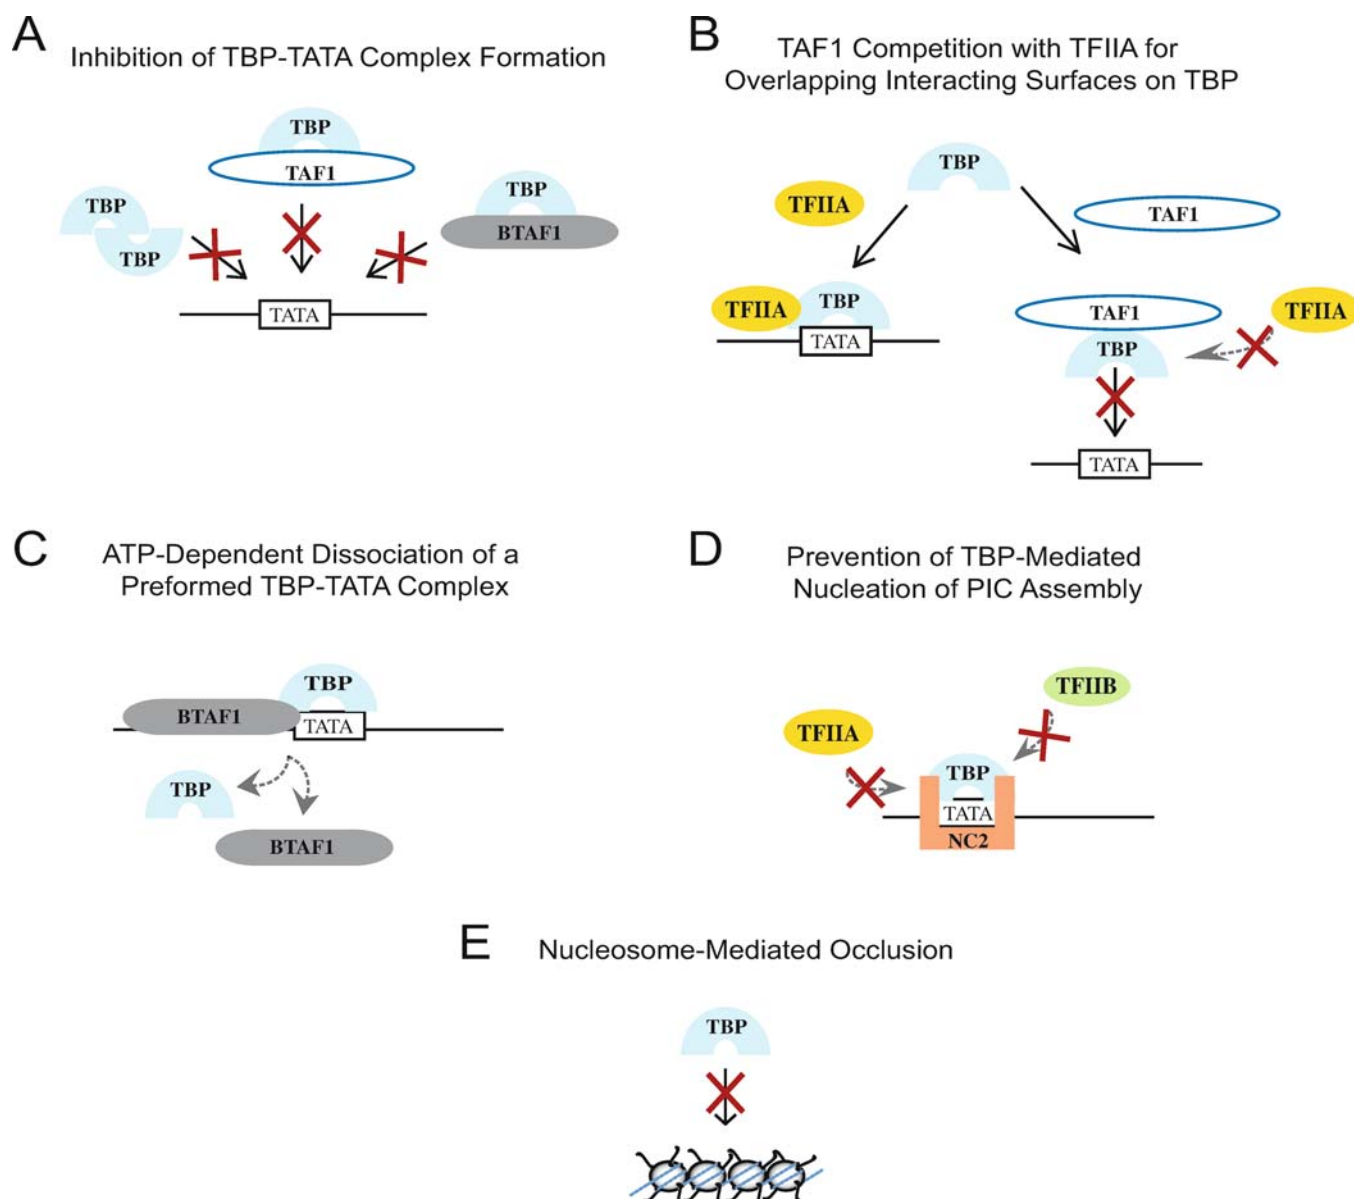 A
Inhibition of TBP-TATA Complex Formation
TBP
TAF1
TBP
TBP
TBP
BTAF1
TATA
B
TAF1 Competition with TFIIA for
Overlapping Interacting Surfaces on TBP
TBP
TFIIA
TAF1
TFIIA
TBP
TATA
TAF1
TFIIA
TBP
TATA
C
ATP-Dependent Dissociation of a
Preformed TBP-TATA Complex
TBP
BTAF1
TATA
TBP
BTAF1
D
Prevention of TBP-Mediated
Nucleation of PIC Assembly
TFIIB
TFIIA
TBP
TATA
NC2
E
Nucleosome-Mediated Occlusion
TBP